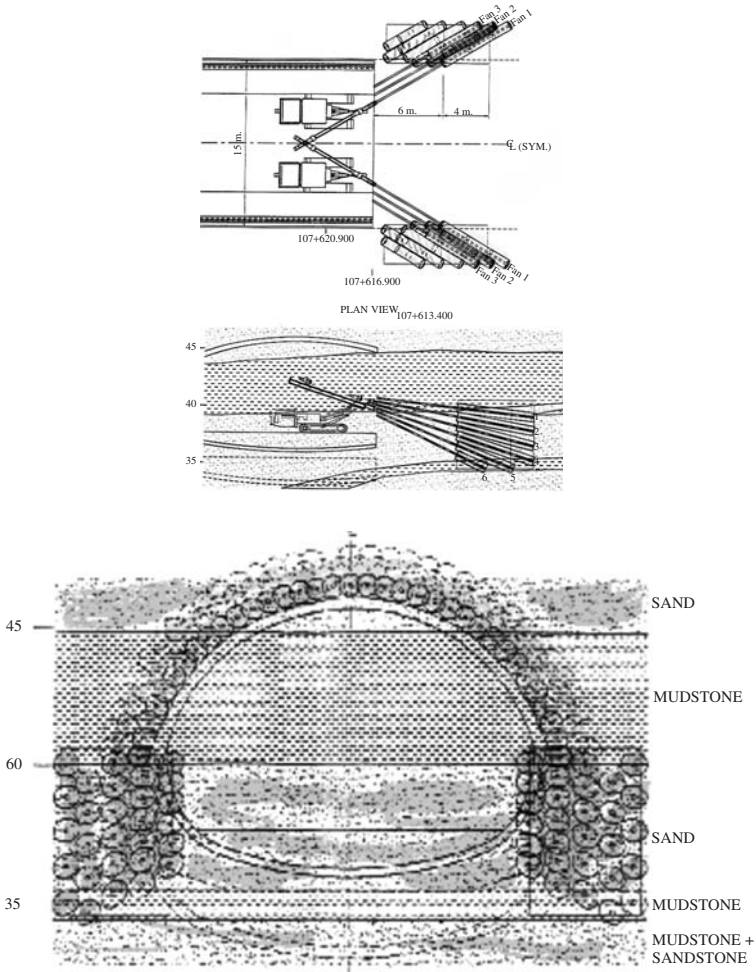 Fan 3
Fan 2
Fan 1
6 m.
4 m.
15 m.
℄ (SYM.)
107+620.900
Fan 1
Fan 2
Fan 3
107+616.900
PLAN VIEW
107+613.400
45
40
35
1
2
3
4
6
5
SAND
45
MUDSTONE
60
SAND
35
MUDSTONE
MUDSTONE +
SANDSTONE